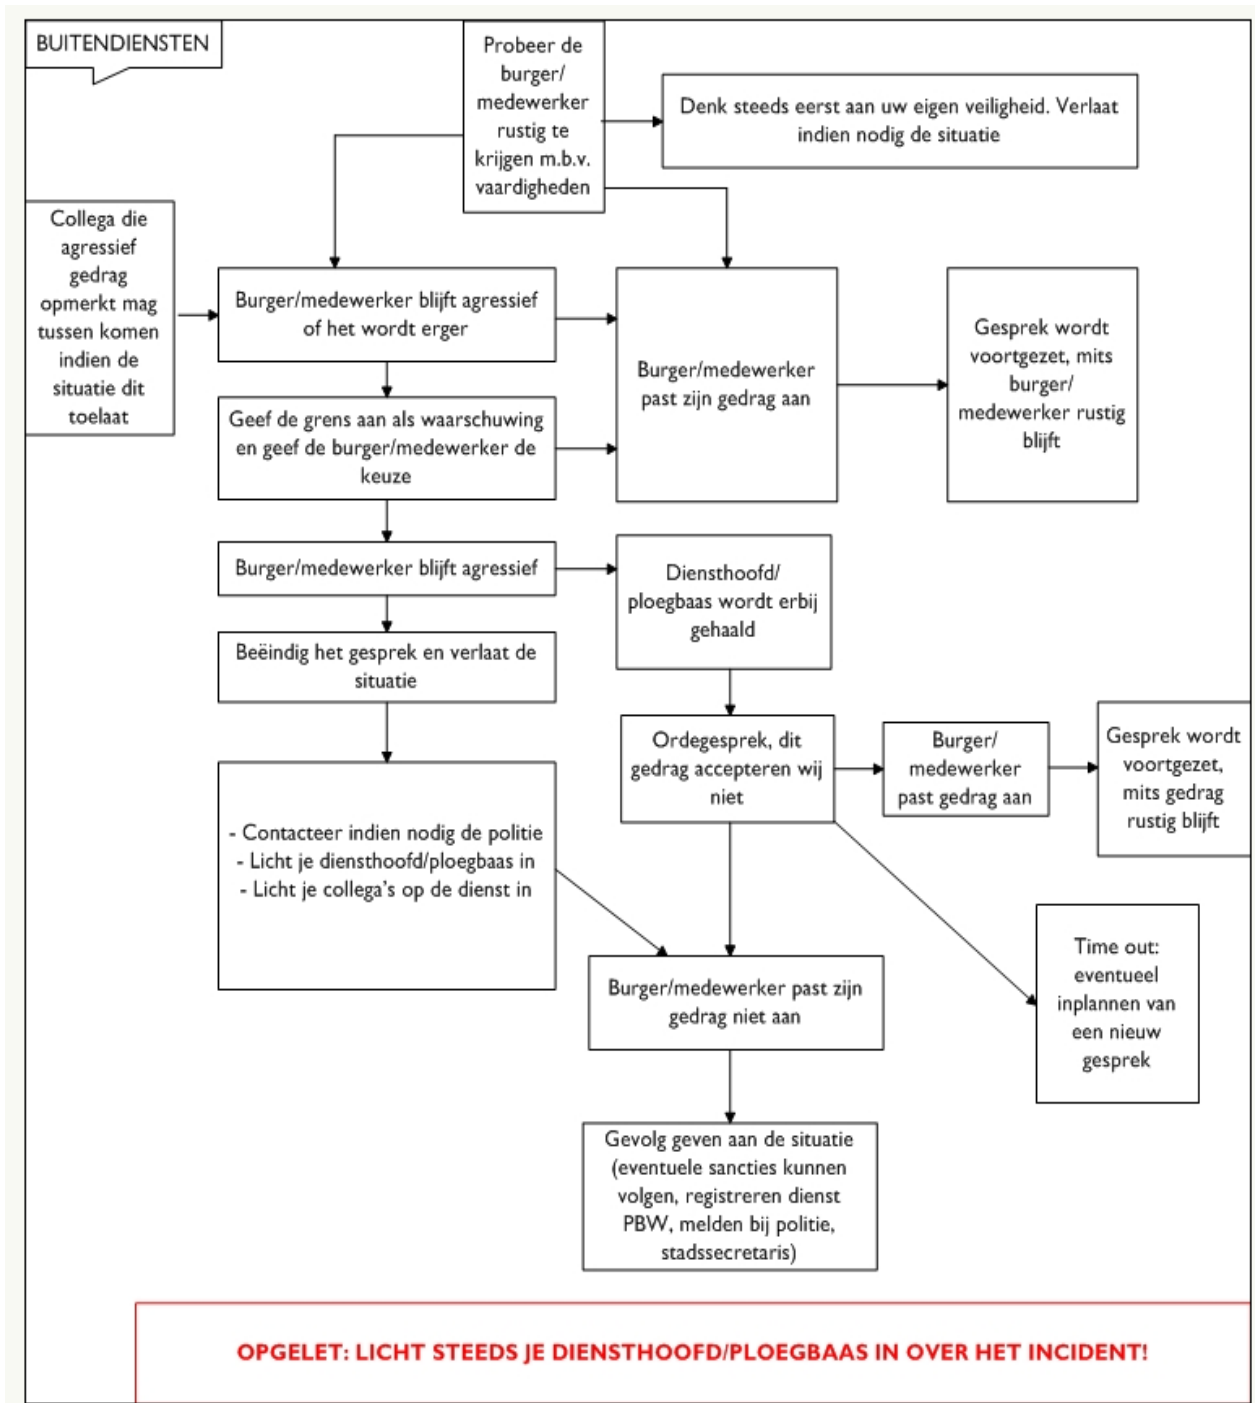 BUITENDIENSTEN
Probeer de
burger/
medewerker
rustig te
krijgen m.b.v.
vaardigheden
Denk steeds eerst aan uw eigen veiligheid. Verlaat
indien nodig de situatie
Collega die
agressief
gedrag
opmerkt mag
tussen komen
indien de
situatie dit
toelaat
Burger/medewerker blijft agressief
of het wordt erger
Burger/medewerker
past zijn gedrag aan
Gesprek wordt
voortgezet, mits
burger/
medewerker rustig
blijft
Geef de grens aan als waarschuwing
en geef de burger/medewerker de
keuze
Burger/medewerker blijft agressief
Diensthoofd/
ploegbaas wordt erbij
gehaald
Beëindig het gesprek en verlaat de
situatie
Ordegesprek, dit
gedrag accepteren wij
niet
Burger/
medewerker
past gedrag aan
Gesprek wordt
voortgezet,
mits gedrag
rustig blijft
- Contacteer indien nodig de politie
- Licht je diensthoofd/ploegbaas in
- Licht je collega's op de dienst in
Time out:
eventueel
inplannen van
een nieuw
gesprek
Burger/medewerker past zijn
gedrag niet aan
Gevolg geven aan de situatie
(eventuele sancties kunnen
volgen, registreren dienst
PBW, melden bij politie,
stadssecretaris)
OPGELET: LICHT STEEDS JE DIENSTHOOFD/PLOEGBAAS IN OVER HET INCIDENT!